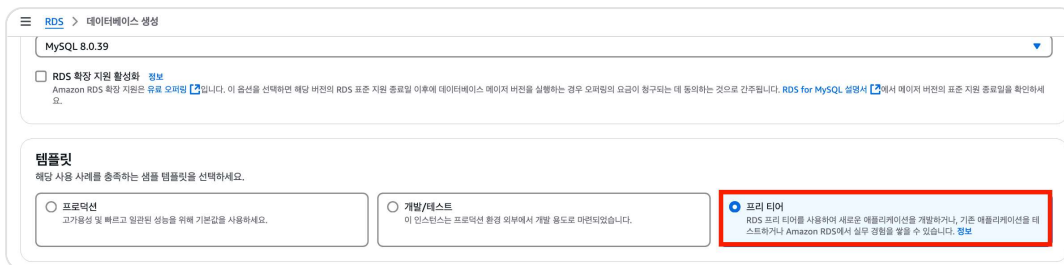 RDS > 데이터베이스 생성
MySQL 8.0.39
RDS 확장 지원 활성화 정보
Amazon RDS 확장 지원은 유료 오퍼링입니다. 이 옵션을 선택하면 해당 버전의 RDS 표준 지원 종료일 이후에 데이터베이스 메이저 버전을 실행하는 경우 오퍼링의 요금이 청구되는 데 동의하는 것으로 간주됩니다. RDS for MySQL 설명서에서 메이저 버전의 표준 지원 종료일을 확인하세
요.
템플릿
해당 사용 사례를 충족하는 샘플 템플릿을 선택하세요.
프로덕션
고가용성 및 빠르고 일관된 성능을 위해 기본값을 사용하세요.
개발/테스트
이 인스턴스는 프로덕션 환경 외부에서 개발 용도로 마련되었습니다.
프리 티어
RDS 프리 티어를 사용하여 새로운 애플리케이션을 개발하거나, 기존 애플리케이션을 테
스트하거나 Amazon RDS에서 실무 경험을 쌓을 수 있습니다. 정보